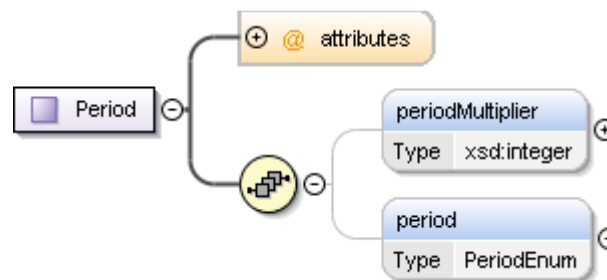 @ attributes
Period
periodMultiplier
Type xsd:integer
period
Type PeriodEnum